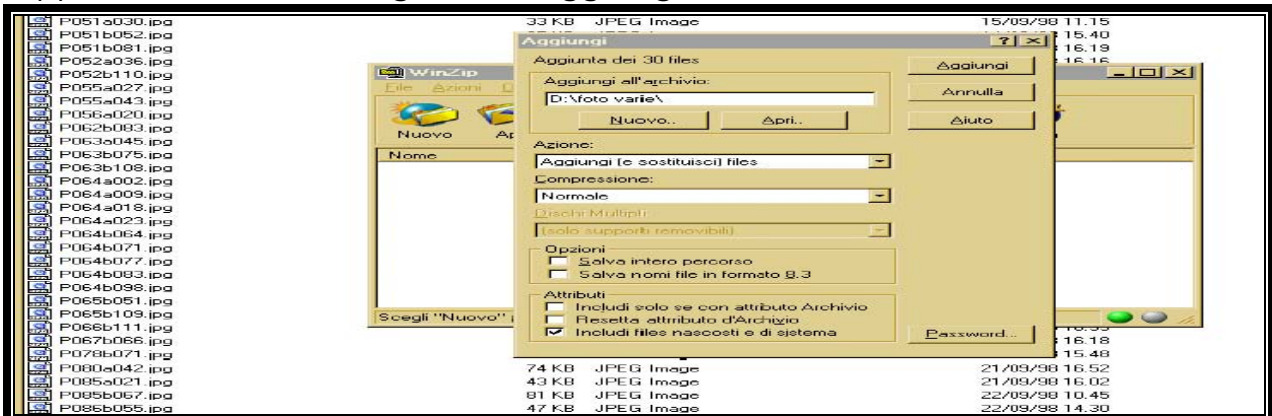 P051a030.jpg 33 KB JPEG Image 15/09/98 11.15
P051b052.jpg 15.40
P051b081.jpg 16.19
P052a036.jpg 16.16
P052b110.jpg
P055a027.jpg
P055a043.jpg
P056a020.jpg
P062b083.jpg
P063a045.jpg
P063b075.jpg
P063b108.jpg
P064a002.jpg
P064a009.jpg
P064a018.jpg
P064a023.jpg
P064b064.jpg
P064b071.jpg
P064b077.jpg
P064b083.jpg
P064b098.jpg
P065b051.jpg
P065b109.jpg
P066b111.jpg
P067b066.jpg 16.18
P078b071.jpg 15.48
P080a042.jpg 74 KB JPEG Image 21/09/98 16.52
P085a021.jpg 43 KB JPEG Image 21/09/98 16.02
P085b067.jpg 81 KB JPEG Image 22/09/98 10.45
P086b055.jpg 47 KB JPEG Image 22/09/98 14.30
WinZip
File Azioni
Nuovo Ap
Nome
Scegli "Nuovo"
Aggiungi
Aggiunta dei 30 files
Aggiungi all'archivio:
D:\foto varie\
Nuovo.. Apri..
Azione:
Aggiungi (e sostituisci) files
Compressione:
Normale
Dischi Multipli:
(solo supporti removibili)
Opzioni
Salva intero percorso
Salva nomi file in formato 8.3
Attributi
Includi solo se con attributo Archivio
Resetta attributo d'Archivio
Includi files nascosti e di sistema
Aggiungi
Annulla
Aiuto
Password...